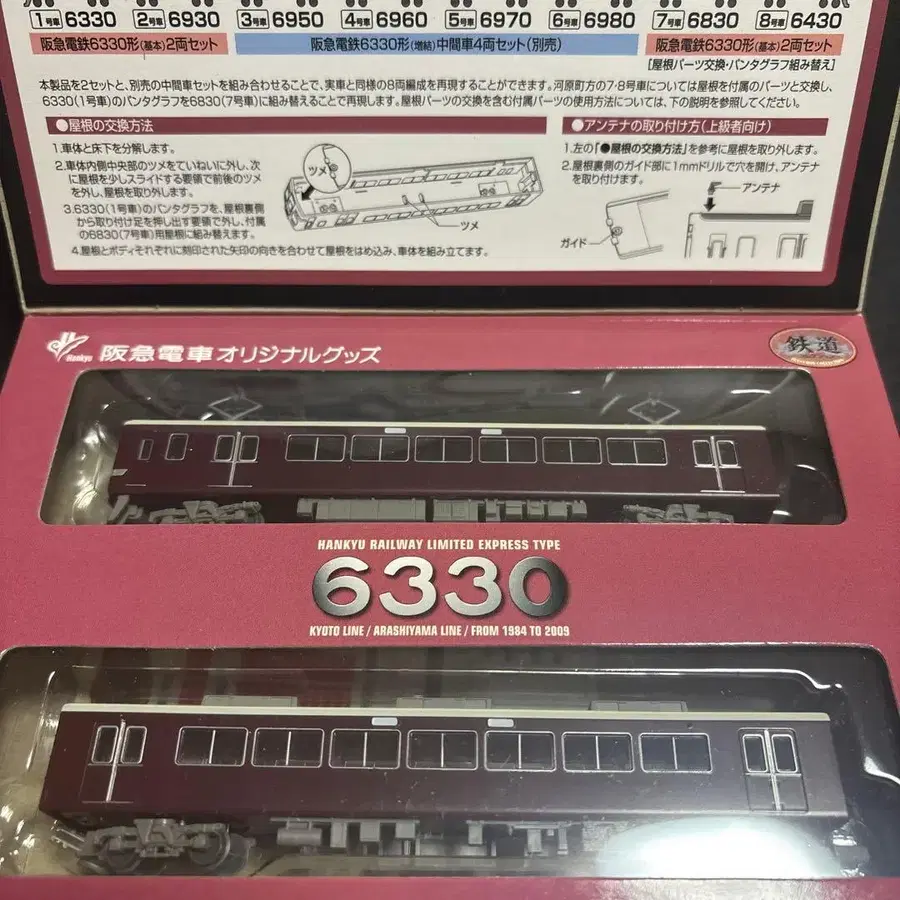 1号車 6330 2号車 6930 3号車 6950 4号車 6960 5号車 6970 6号車 6980 7号車 6830 8号車 6430
阪急電鉄6330形(基本)2両セット 阪急電鉄6330形(増結)中間車4両セット(別売) 阪急電鉄6330形(基本)2両セット
[屋根パーツ交換・パンタグラフ組み替え]
本製品を2セットと、別売の中間車セットを組み合わせることで、実車と同様の8両編成を再現することができます。河原町方の7・8号車については屋根を付属のパーツと交換し、
6330(1号車)のパンタグラフを6830(7号車)に組み替えることで再現します。屋根パーツの交換を含む付属パーツの使用方法については、下の説明を参照してください。
●屋根の交換方法
1.車体と床下を分解します。
2.車体内側中央部のツメをていねいに外し、次
に屋根を少しスライドする要領で前後のツメ
を外し、屋根を取り外します。
3.6330(1号車)のパンタグラフを、屋根裏側
から取り付け足を押し出す要領で外し、付属
の6830(7号車)用屋根に組み替えます。
4.屋根とボディそれぞれに刻印された矢印の向きを合わせて屋根をはめ込み、車体を組み立てます。
ツメ
ツメ
●アンテナの取り付け方(上級者向け)
1.左の「●屋根の交換方法」を参考に屋根を取り外します。
2.屋根裏側のガイド部に1mmドリルで穴を開け、アンテナ
を取り付けます。
アンテナ
ガイド
Hankyu 阪急電車オリジナルグッズ
鉄道
HANKYU RAILWAY LIMITED EXPRESS TYPE
6330
KYOTO LINE / ARASHIYAMA LINE / FROM 1984 TO 2009